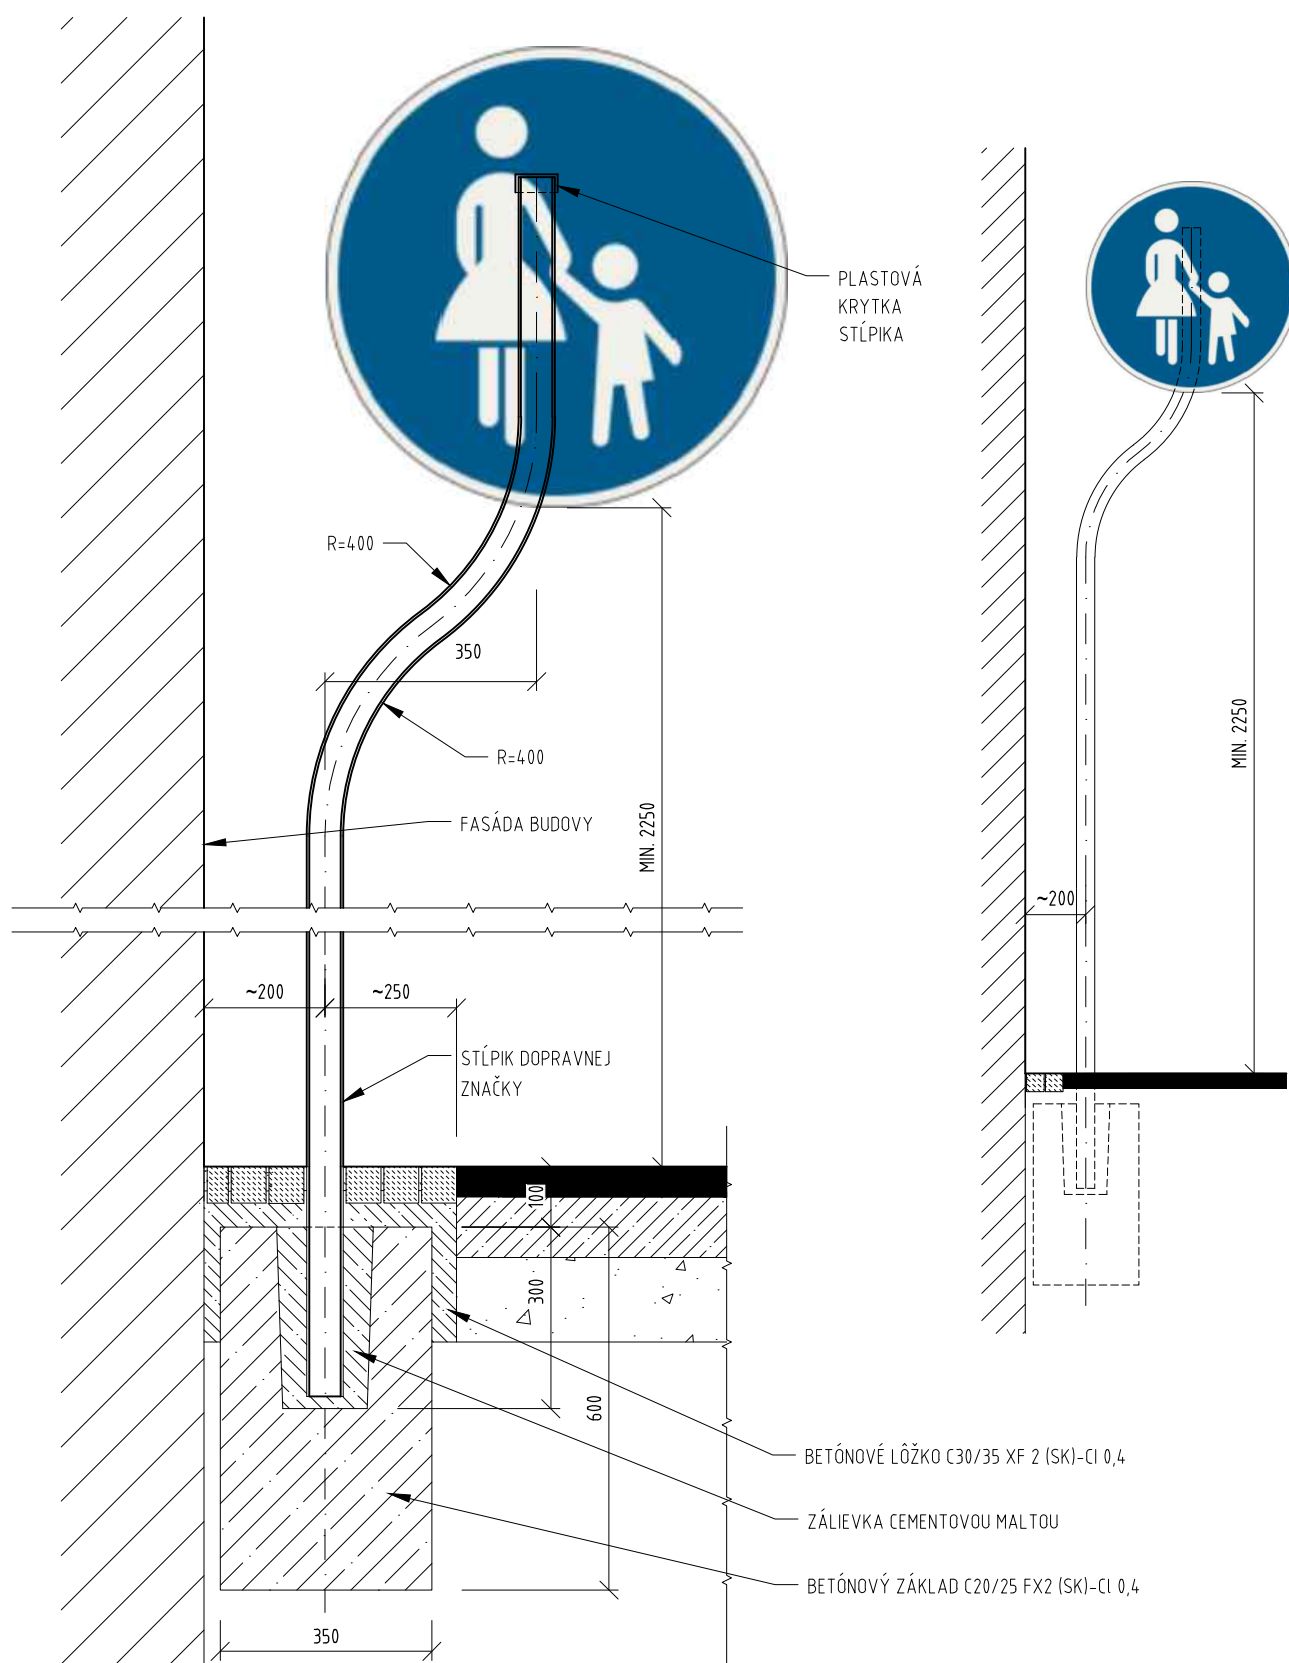 PLASTOVÁ
KRYTKA
STĹPIKA
R=400
350
R=400
FASÁDA BUDOVY
MIN. 2250
~200
~250
STĹPIK DOPRAVNEJ
ZNAČKY
100
300
600
BETÓNOVÉ LÔŽKO C30/35 XF 2 (SK)-Cl 0,4
ZÁLIEVKA CEMENTOVOU MALTOU
BETÓNOVÝ ZÁKLAD C20/25 FX2 (SK)-CL 0,4
350
MIN. 2250
~200